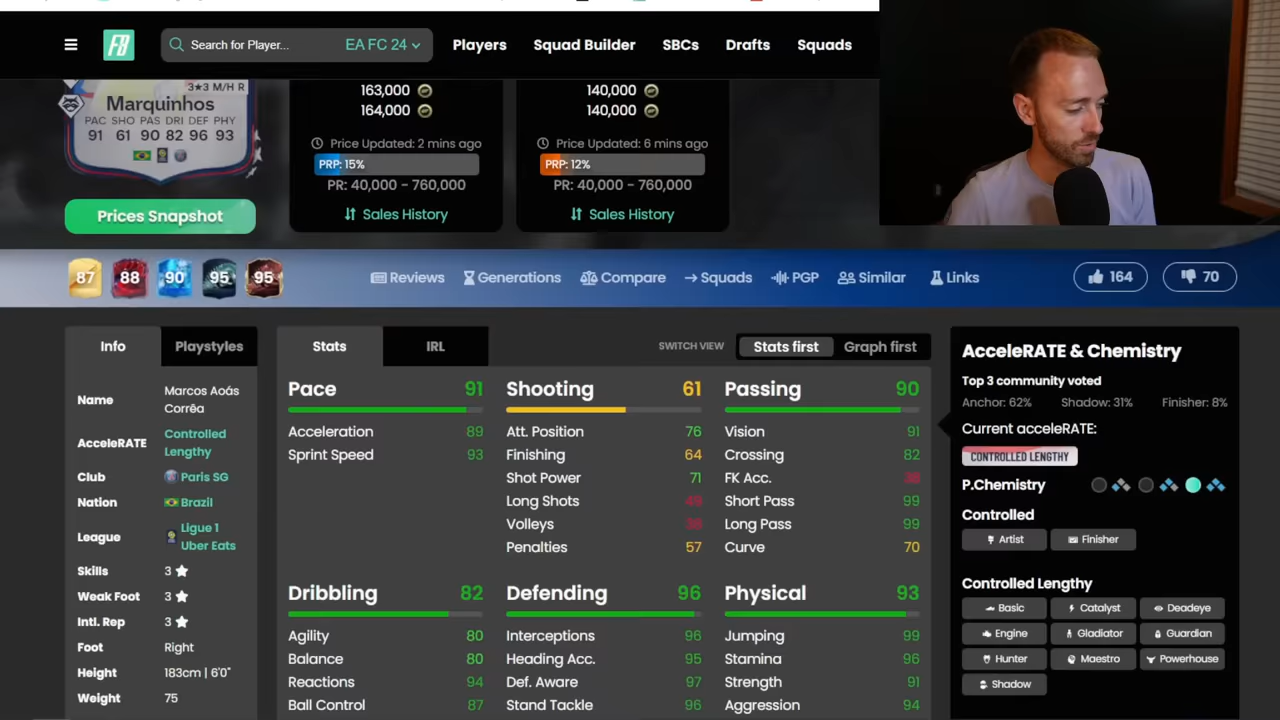 FB
Search for Player...
EA FC 24
Players
Squad Builder
SBCs
Drafts
Squads
3★3 M/H R
Marquinhos
PAC SHO PAS DRI DEF PHY
91 61 90 82 96 93
163,000
164,000
Price Updated: 2 mins ago
PRP: 15%
PR: 40,000 - 760,000
Sales History
140,000
140,000
Price Updated: 6 mins ago
PRP: 12%
PR: 40,000 - 760,000
Sales History
Prices Snapshot
87
88
90
95
95
Reviews
Generations
Compare
Squads
PGP
Similar
Links
164
70
Info
Playstyles
Name
Marcos Aoás
Corrêa
AcceleRATE
Controlled
Lengthy
Club
Paris SG
Nation
Brazil
League
Ligue 1
Uber Eats
Skills
3 ★
Weak Foot
3 ★
Intl. Rep
3 ★
Foot
Right
Height
183cm | 6'0"
Weight
75
Stats
IRL
SWITCH VIEW
Stats first
Graph first
Pace 91
Acceleration 89
Sprint Speed 93
Shooting 61
Att. Position 76
Finishing 64
Shot Power 71
Long Shots 49
Volleys 39
Penalties 57
Passing 90
Vision 91
Crossing 82
FK Acc. 38
Short Pass 99
Long Pass 99
Curve 70
Dribbling 82
Agility 80
Balance 80
Reactions 94
Ball Control 87
Defending 96
Interceptions 96
Heading Acc. 95
Def. Aware 97
Stand Tackle 96
Physical 93
Jumping 99
Stamina 96
Strength 91
Aggression 94
AcceleRATE & Chemistry
Top 3 community voted
Anchor: 62% Shadow: 31% Finisher: 8%
Current acceleRATE:
CONTROLLED LENGTHY
P.Chemistry
Controlled
Artist
Finisher
Controlled Lengthy
Basic
Catalyst
Deadeye
Engine
Gladiator
Guardian
Hunter
Maestro
Powerhouse
Shadow